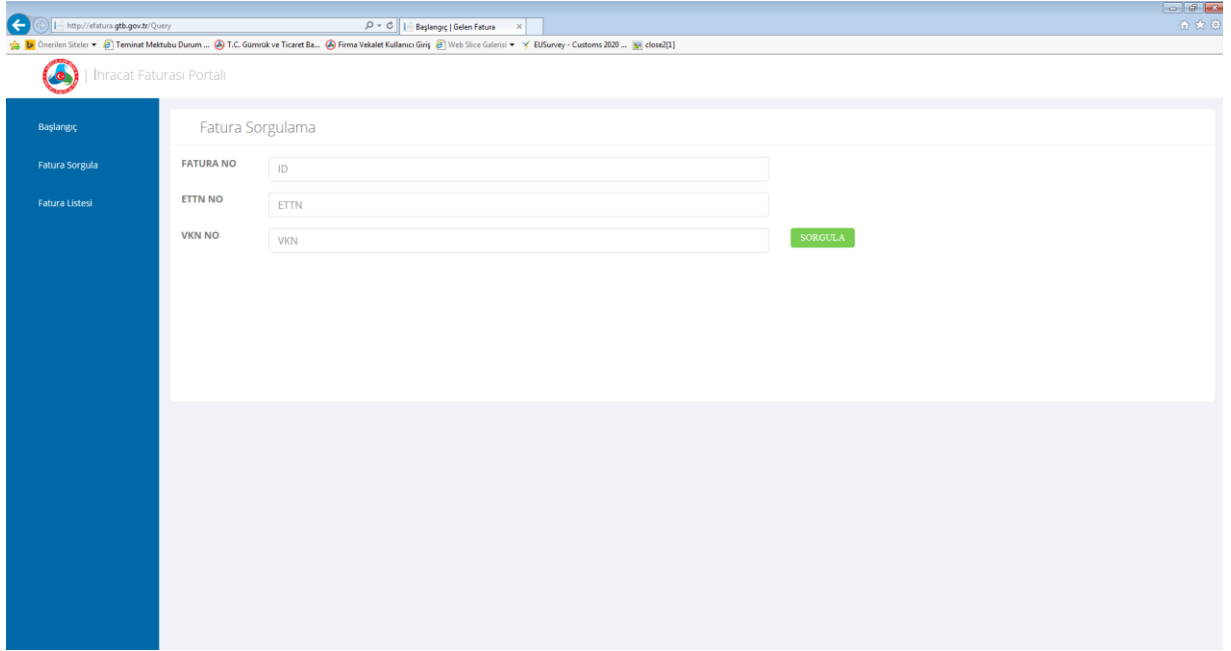 http://efatura.gtb.gov.tr/Query
Başlangıç | Gelen Fatura
Önerilen Siteler
Teminat Mektubu Durum ...
T.C. Gümrük ve Ticaret Ba...
Firma Vekalet Kullanıcı Giriş
Web Slice Galerisi
EUSurvey - Customs 2020 ...
close2[1]
| İhracat Faturası Portalı
Başlangıç
Fatura Sorgula
Fatura Listesi
Fatura Sorgulama
FATURA NO
ID
ETTN NO
ETTN
VKN NO
VKN
SORGULA